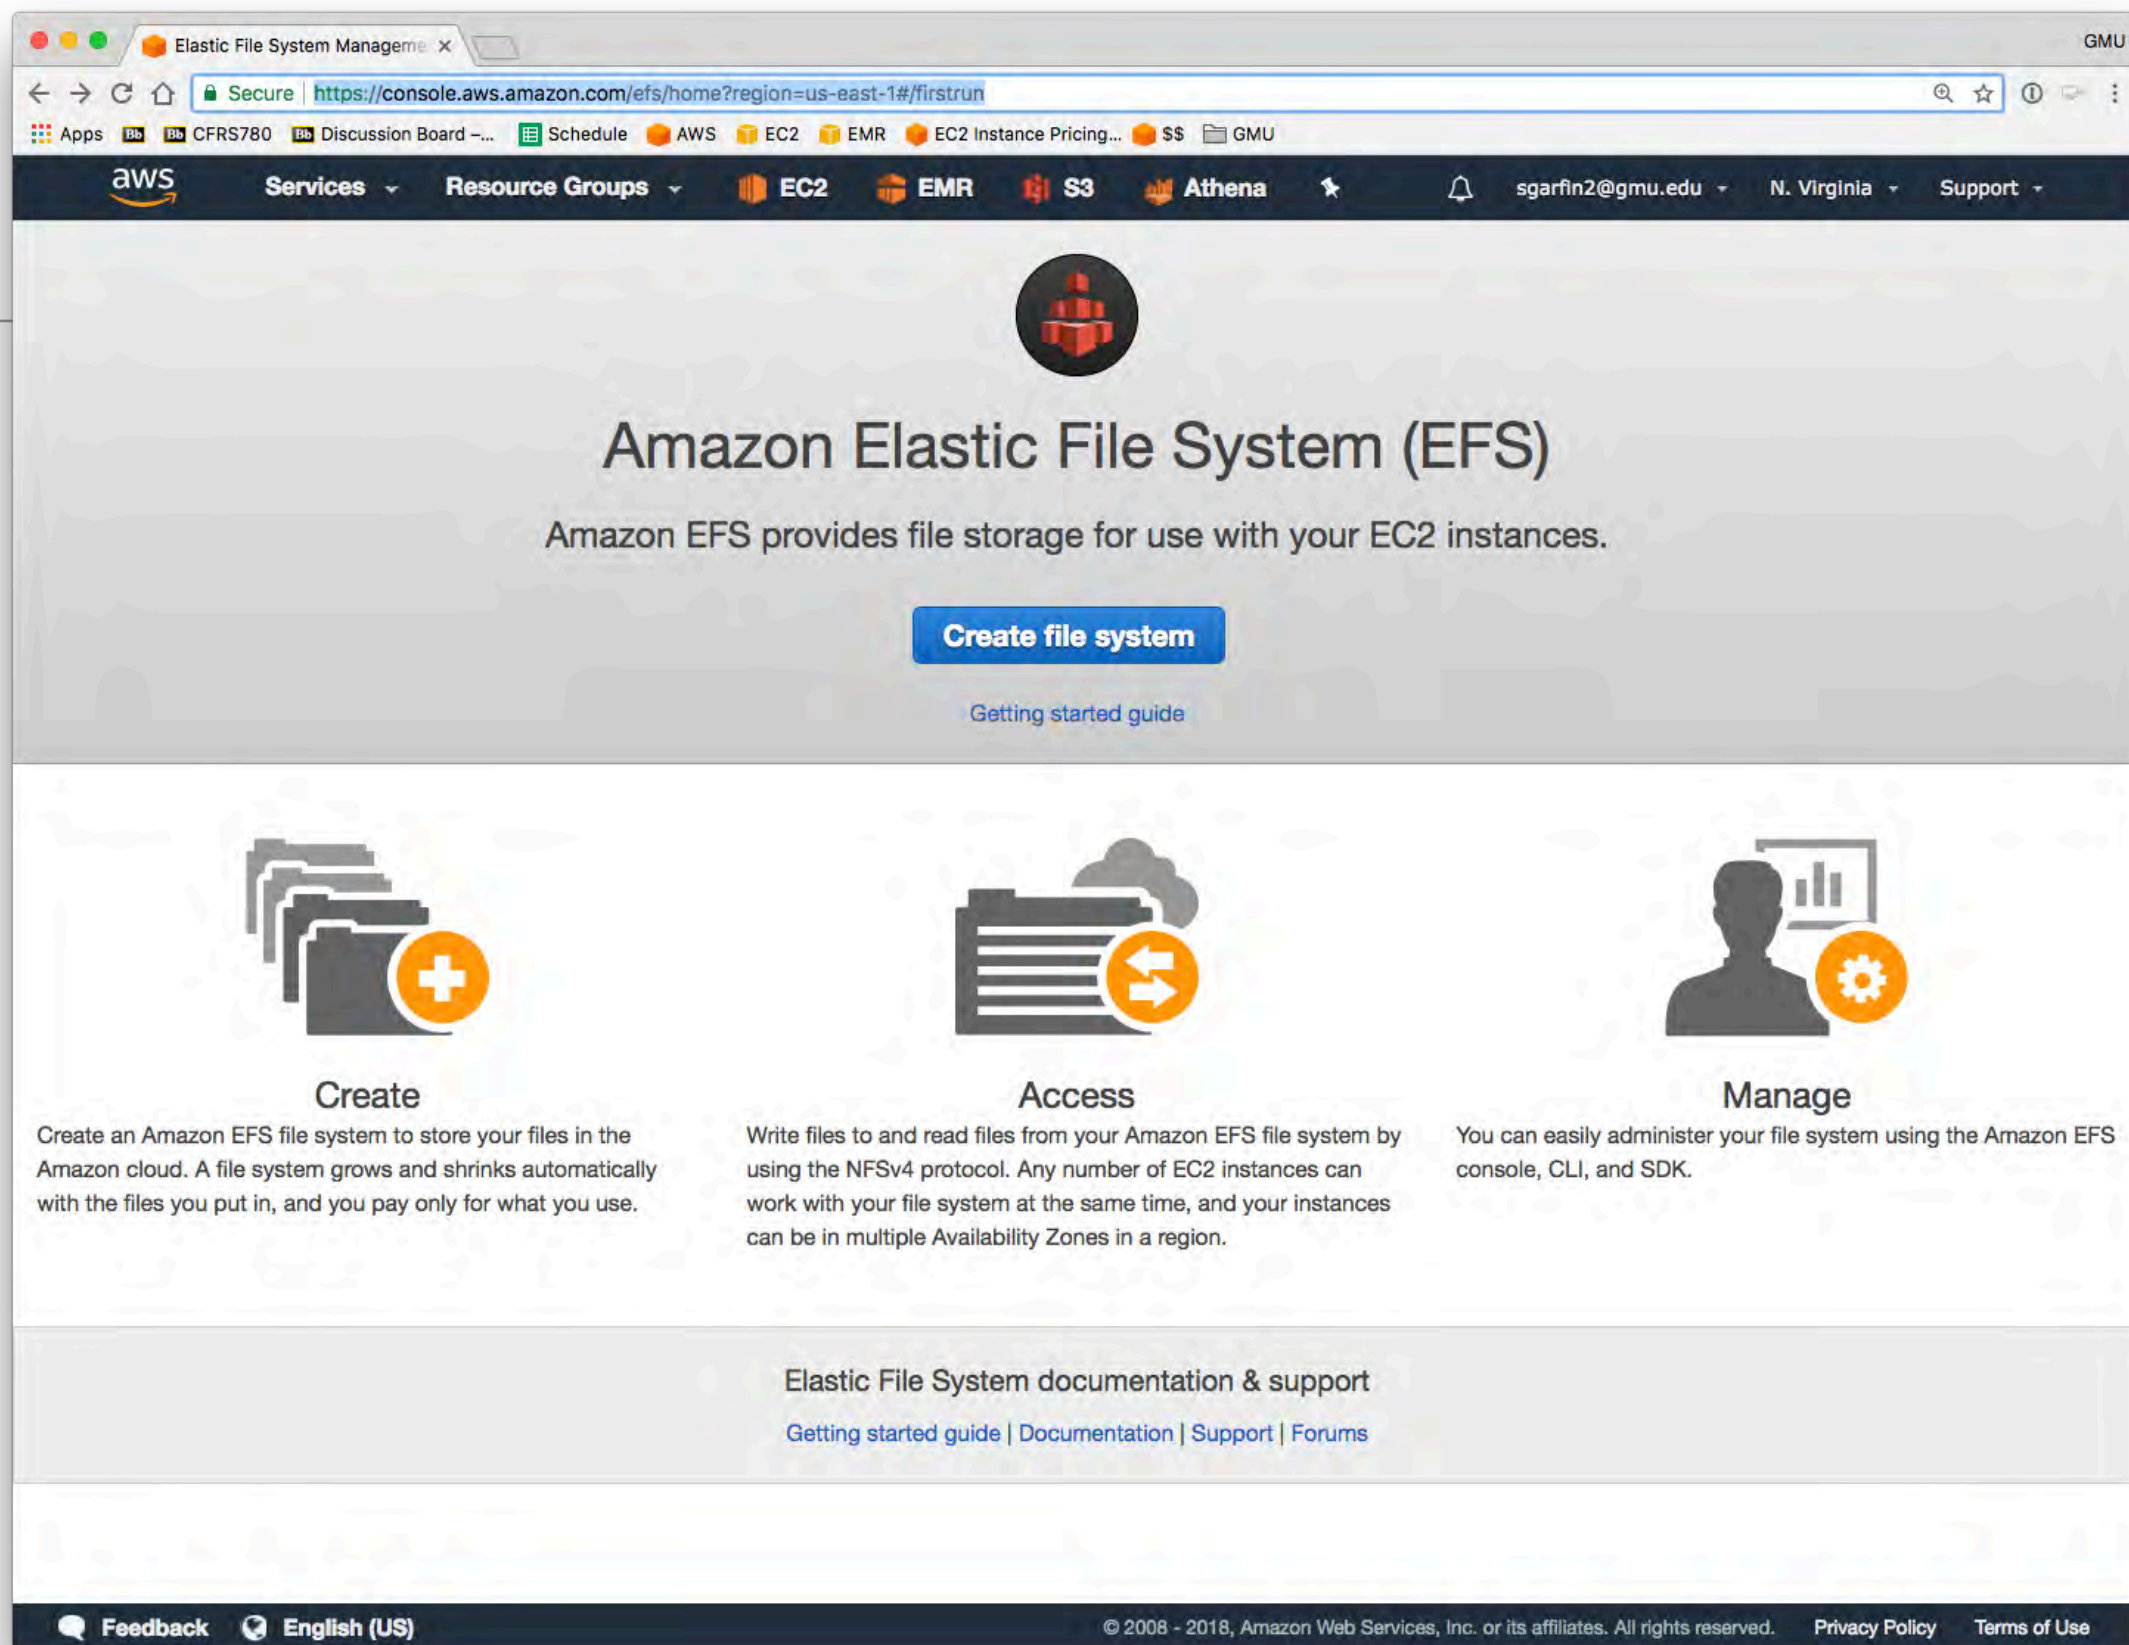 Elastic File System Manageme
GMU
Secure | https://console.aws.amazon.com/efs/home?region=us-east-1#/firstrun
Apps Bb Bb CFRS780 Bb Discussion Board –... Schedule AWS EC2 EMR EC2 Instance Pricing... $$ GMU
aws Services Resource Groups EC2 EMR S3 Athena sgarfin2@gmu.edu N. Virginia Support
Amazon Elastic File System (EFS)
Amazon EFS provides file storage for use with your EC2 instances.
Create file system
Getting started guide
Create
Create an Amazon EFS file system to store your files in the
Amazon cloud. A file system grows and shrinks automatically
with the files you put in, and you pay only for what you use.
Access
Write files to and read files from your Amazon EFS file system by
using the NFSv4 protocol. Any number of EC2 instances can
work with your file system at the same time, and your instances
can be in multiple Availability Zones in a region.
Manage
You can easily administer your file system using the Amazon EFS
console, CLI, and SDK.
Elastic File System documentation & support
Getting started guide | Documentation | Support | Forums
Feedback English (US) © 2008 - 2018, Amazon Web Services, Inc. or its affiliates. All rights reserved. Privacy Policy Terms of Use